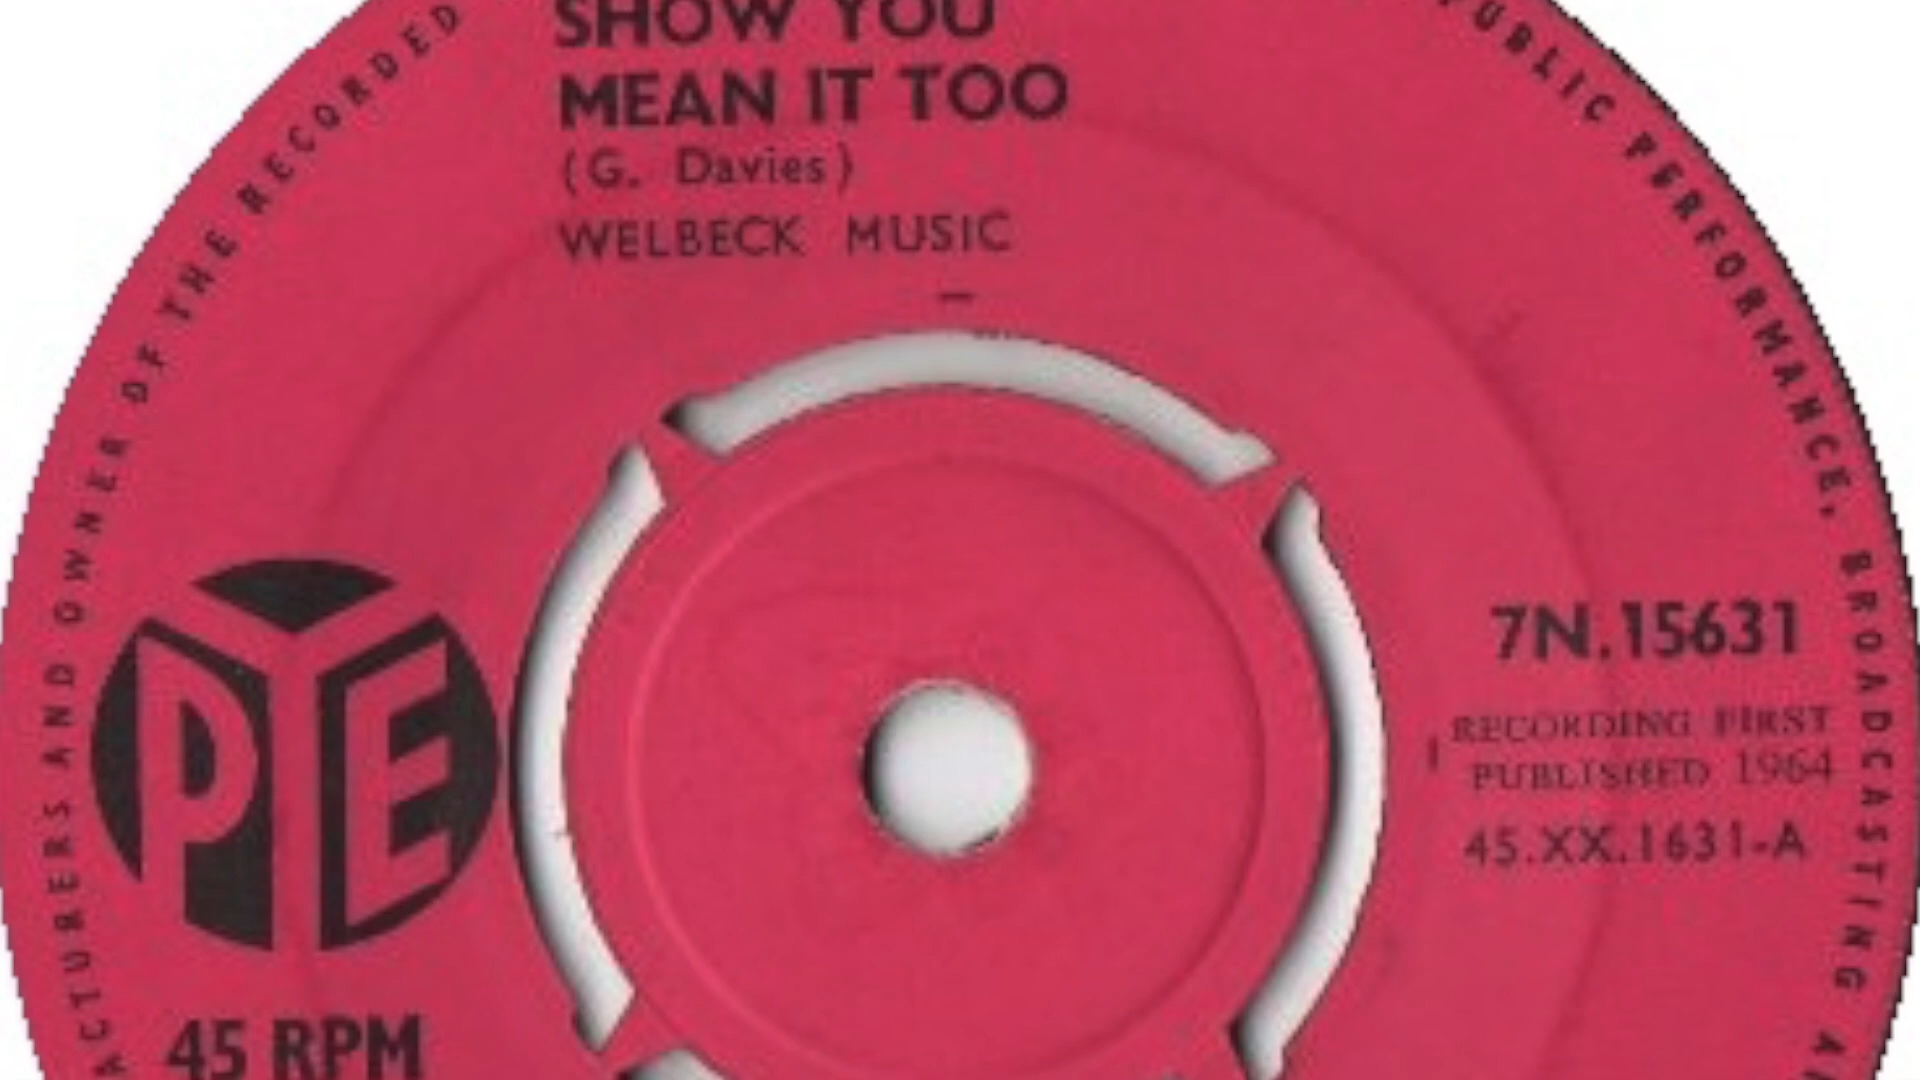 SHOW YOU
MEAN IT TOO
(G. Davies)
WELBECK MUSIC
ACTURERS AND OWNER OF THE RECORDED
PUBLIC PERFORMANCE, BROADCASTING A
PYE
7N.15631
RECORDING FIRST
PUBLISHED 1964
45.XX.1631-A
45 RPM